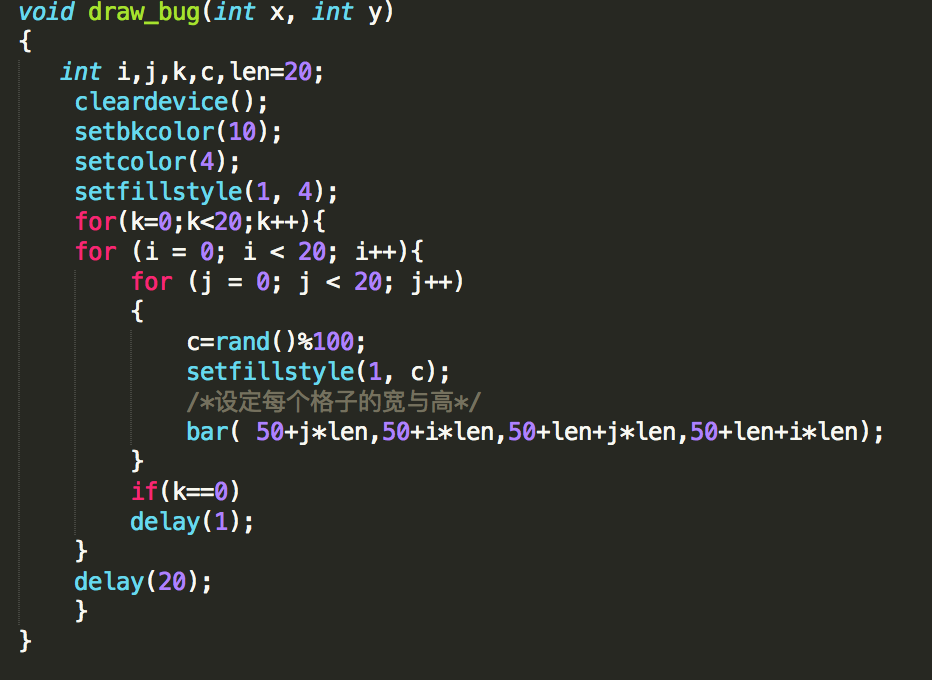 void draw_bug(int x, int y)
{
int i,j,k,c,len=20;
cleardevice();
setbkcolor(10);
setcolor(4);
setfillstyle(1, 4);
for(k=0;k<20;k++){
for (i = 0; i < 20; i++){
for (j = 0; j < 20; j++)
{
c=rand()%100;
setfillstyle(1, c);
/*设定每个格子的宽与高*/
bar( 50+j*len,50+i*len,50+len+j*len,50+len+i*len);
}
if(k==0)
delay(1);
}
delay(20);
}
}